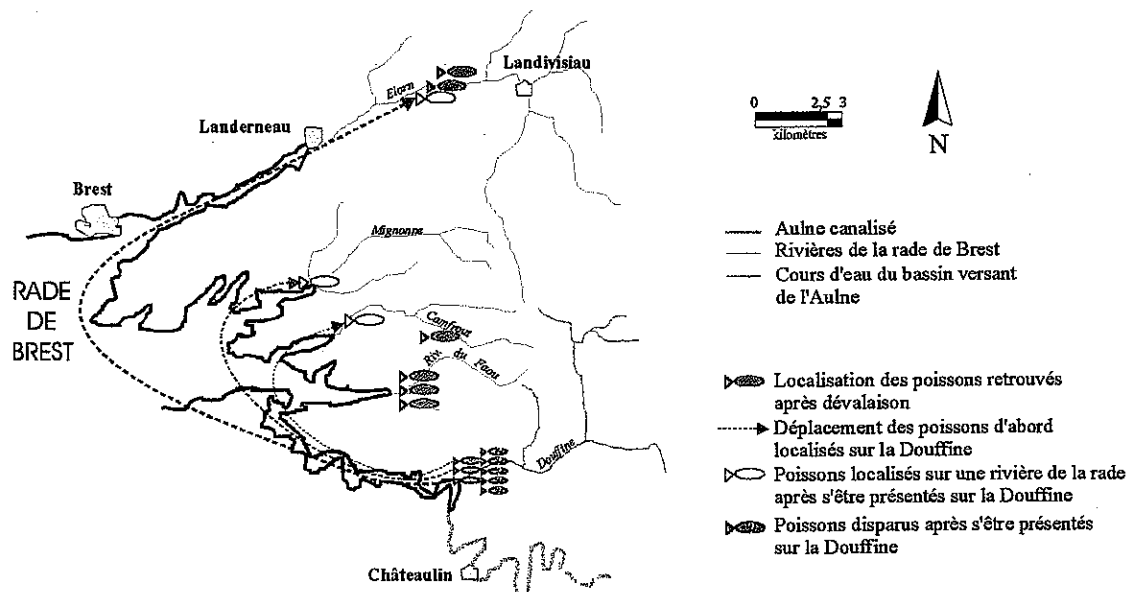 Landivisiau
Elorn
Landerneau
Brest
0 2,5 3
kilomètres
N
Mignonne
Aulne canalisé
Rivières de la rade de Brest
Cours d'eau du bassin versant
de l'Aulne
RADE
DE
BREST
Camfrout
Riv. du Faou
Localisation des poissons retrouvés
après dévalaison
Déplacement des poissons d'abord
localisés sur la Douffine
Douffine
Poissons localisés sur une rivière de la rade
après s'être présentés sur la Douffine
Poissons disparus après s'être présentés
sur la Douffine
Châteaulin